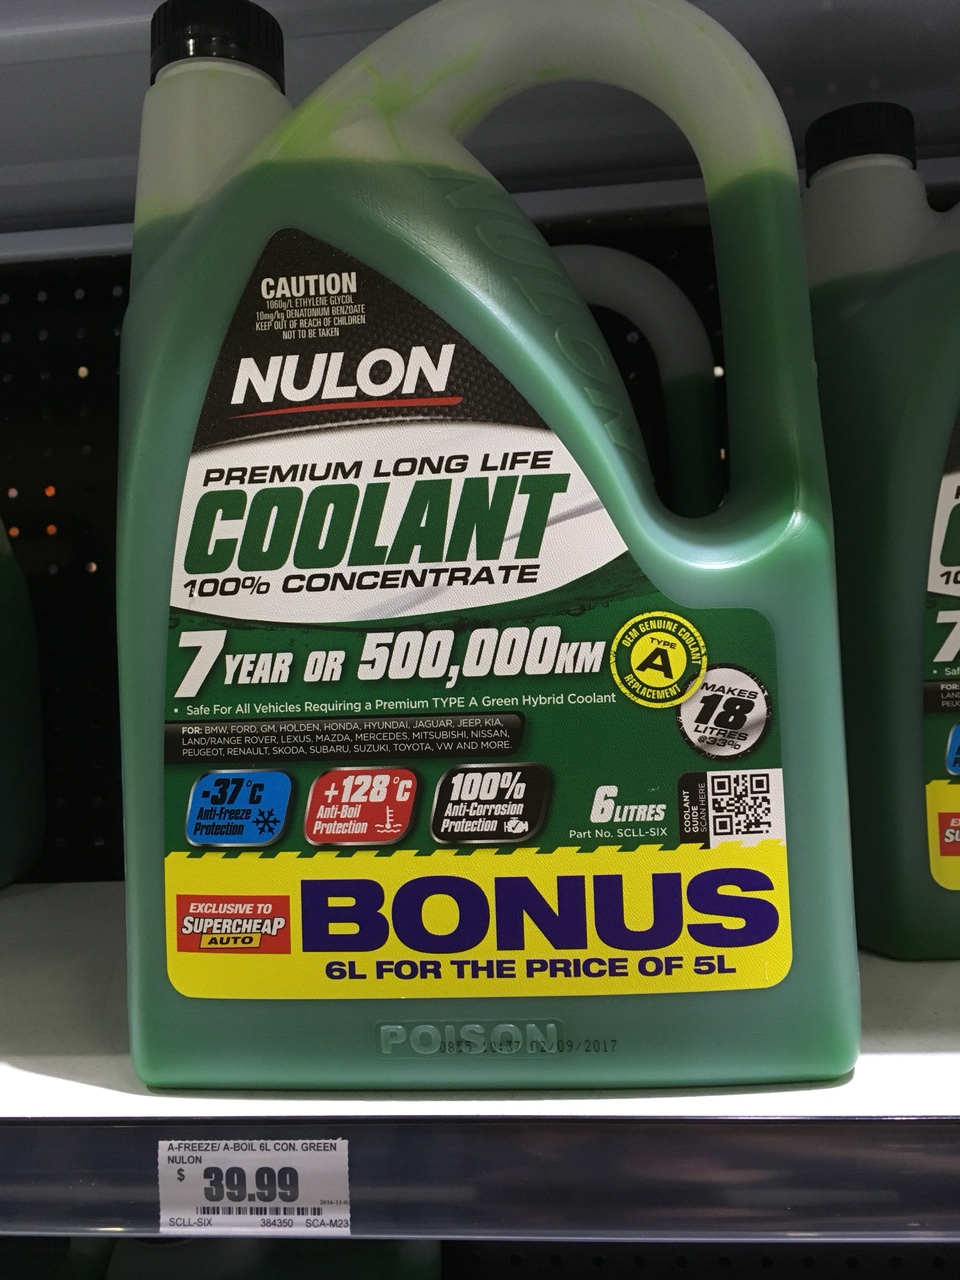 NULON
CAUTION
1060g/L ETHYLENE GLYCOL
10mg/kg DENATONIUM BENZOATE
KEEP OUT OF REACH OF CHILDREN
NOT TO BE TAKEN
NULON
PREMIUM LONG LIFE
COOLANT
100% CONCENTRATE
7 YEAR OR 500,000KM
OEM GENUINE COOLANT
TYPE
A
REPLACEMENT
• Safe For All Vehicles Requiring a Premium TYPE A Green Hybrid Coolant
MAKES
18
LITRES
@33%
FOR: BMW, FORD, GM, HOLDEN, HONDA, HYUNDAI, JAGUAR, JEEP, KIA,
LAND/RANGE ROVER, LEXUS, MAZDA, MERCEDES, MITSUBISHI, NISSAN,
PEUGEOT, RENAULT, SKODA, SUBARU, SUZUKI, TOYOTA, VW AND MORE.
-37°C
Anti-Freeze
Protection
+128°C
Anti-Boil
Protection
100%
Anti-Corrosion
Protection
6 LITRES
Part No. SCLL-SIX
COOLANT
GUIDE
SCAN HERE
EXCLUSIVE TO
SUPERCHEAP
AUTO
BONUS
6L FOR THE PRICE OF 5L
POISON
10:37 02/09/2017
A-FREEZE/ A-BOIL 6L CON. GREEN
NULON
$ 39.99
SCLL-SIX 384350 SCA-M23